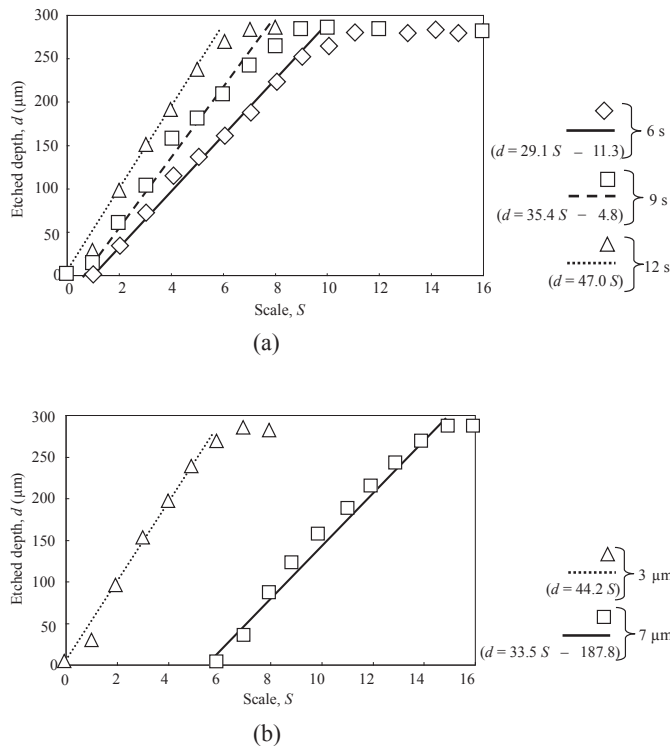 300
250
200
150
100
50
0
Etched depth, d (µm)
0 2 4 6 8 10 12 14 16
Scale, S
6 s
(d = 29.1 S – 11.3)
9 s
(d = 35.4 S – 4.8)
12 s
(d = 47.0 S)
(a)
300
250
200
150
100
50
0
Etched depth, d (µm)
0 2 4 6 8 10 12 14 16
Scale, S
3 µm
(d = 44.2 S)
7 µm
(d = 33.5 S – 187.8)
(b)